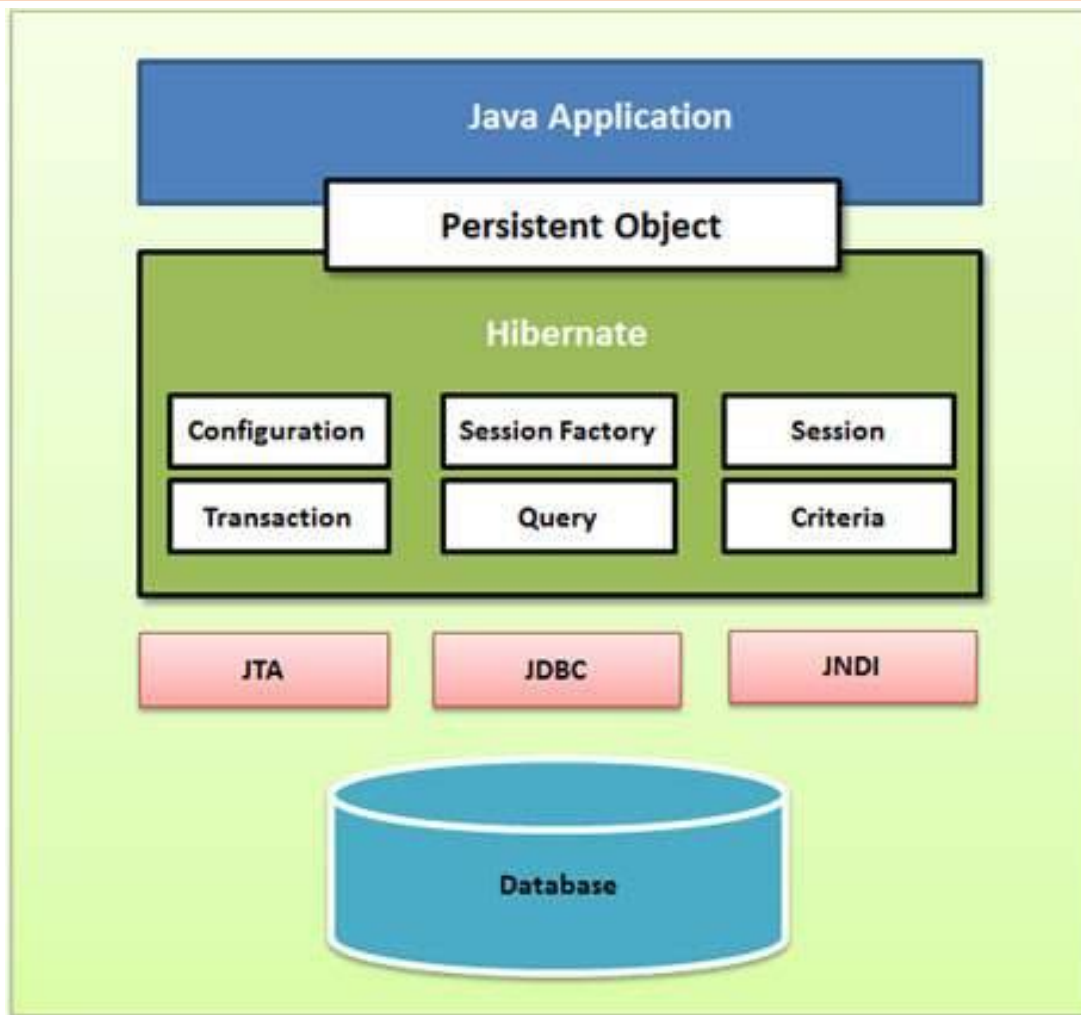 Java Application
Persistent Object
Hibernate
Configuration
Session Factory
Session
Transaction
Query
Criteria
JTA
JDBC
JNDI
Database